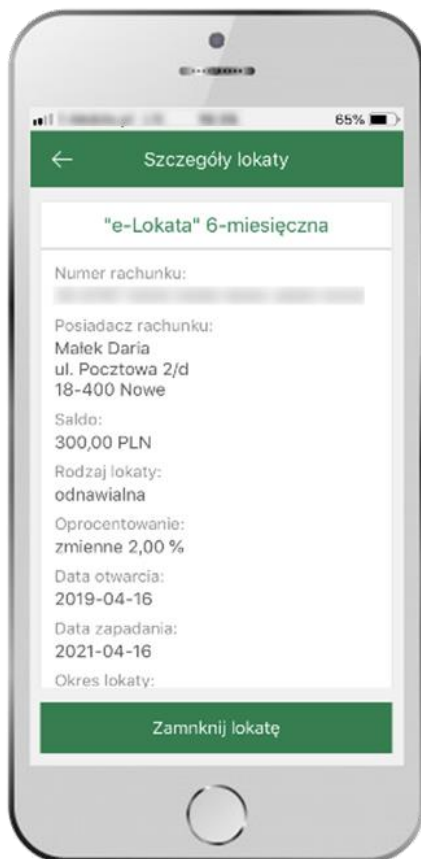 65%
Szczegóły lokaty
"e-Lokata" 6-miesięczna
Numer rachunku:
Posiadacz rachunku:
Małek Daria
ul. Pocztowa 2/d
18-400 Nowe
Saldo:
300,00 PLN
Rodzaj lokaty:
odnawialna
Oprocentowanie:
zmienne 2,00 %
Data otwarcia:
2019-04-16
Data zapadania:
2021-04-16
Okres lokaty:
Zamnknij lokatę